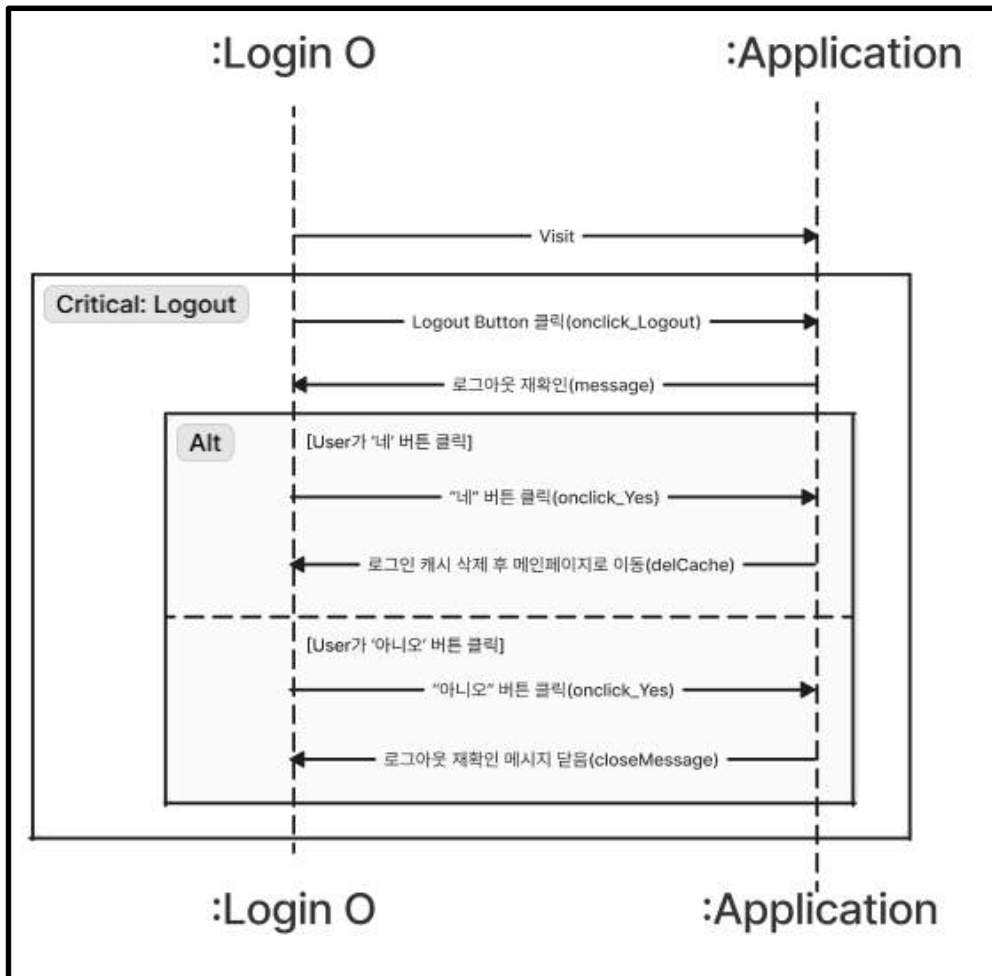 :Login O
:Application
Visit
Critical: Logout
Logout Button 클릭(onclick_Logout)
로그아웃 재확인(message)
Alt
[User가 ‘네’ 버튼 클릭]
“네” 버튼 클릭(onclick_Yes)
로그인 캐시 삭제 후 메인페이지로 이동(delCache)
[User가 ‘아니오’ 버튼 클릭]
“아니오” 버튼 클릭(onclick_Yes)
로그아웃 재확인 메시지 닫음(closeMessage)
:Login O
:Application